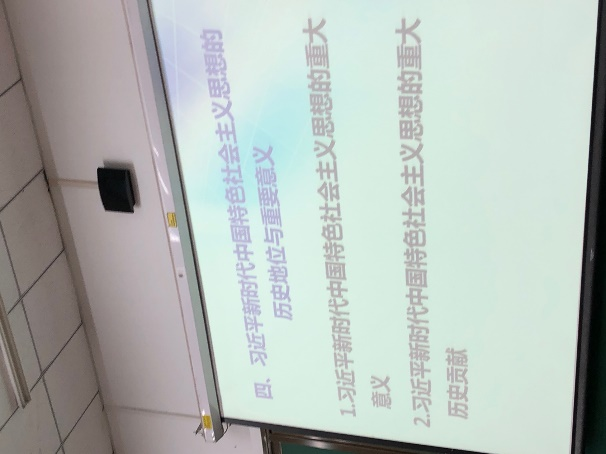 四、习近平新时代中国特色社会主义思想的
历史地位与重要意义
1.习近平新时代中国特色社会主义思想的重大
意义
2.习近平新时代中国特色社会主义思想的重大
历史贡献